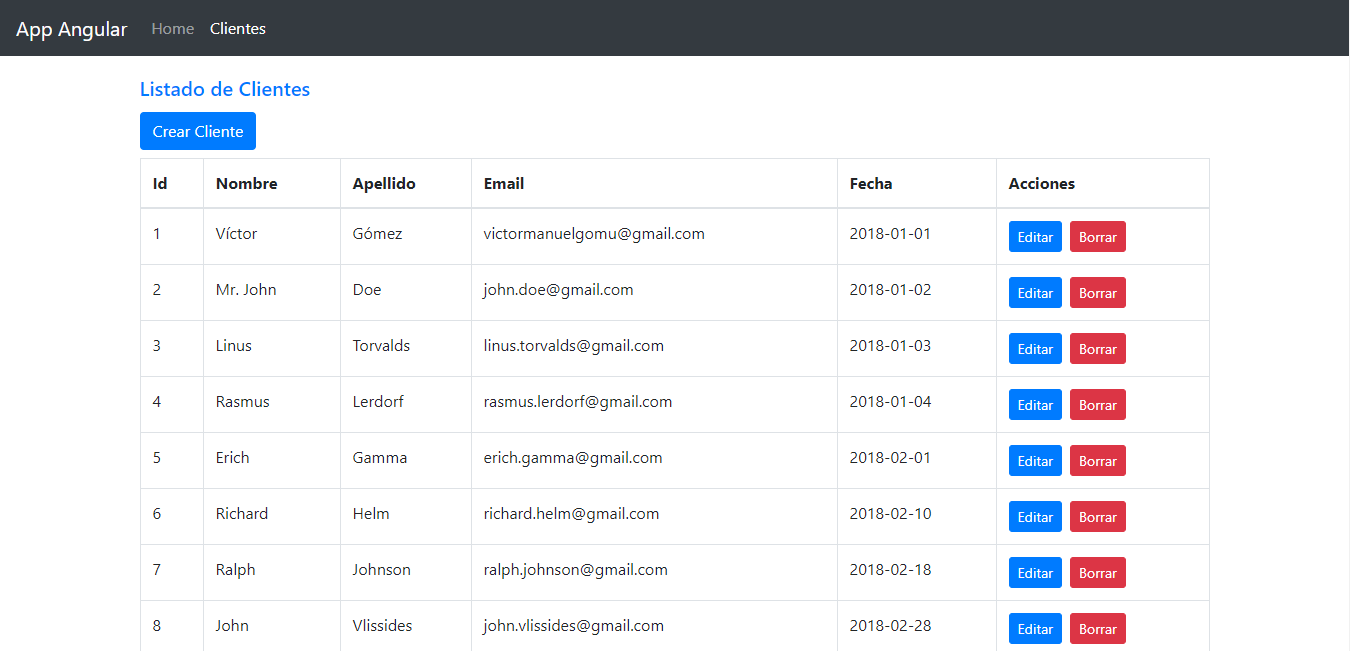 App Angular Home Clientes
Listado de Clientes
Crear Cliente
Id Nombre Apellido Email Fecha Acciones
1 Víctor Gómez victormanuelgomu@gmail.com 2018-01-01 Editar Borrar
2 Mr. John Doe john.doe@gmail.com 2018-01-02 Editar Borrar
3 Linus Torvalds linus.torvalds@gmail.com 2018-01-03 Editar Borrar
4 Rasmus Lerdorf rasmus.lerdorf@gmail.com 2018-01-04 Editar Borrar
5 Erich Gamma erich.gamma@gmail.com 2018-02-01 Editar Borrar
6 Richard Helm richard.helm@gmail.com 2018-02-10 Editar Borrar
7 Ralph Johnson ralph.johnson@gmail.com 2018-02-18 Editar Borrar
8 John Vlissides john.vlissides@gmail.com 2018-02-28 Editar Borrar